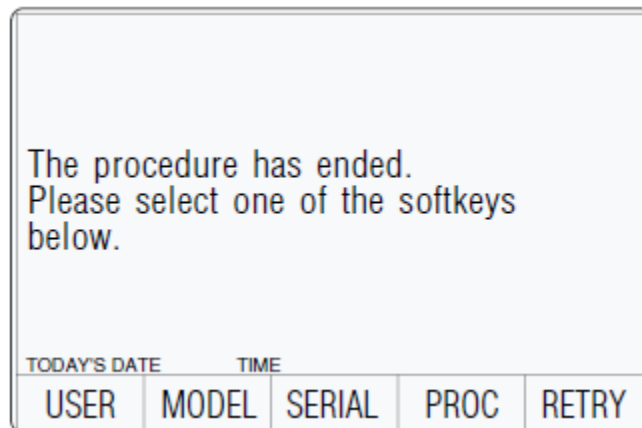 The procedure has ended.
Please select one of the softkeys
below.
TODAY'S DATE TIME
USER MODEL SERIAL PROC RETRY